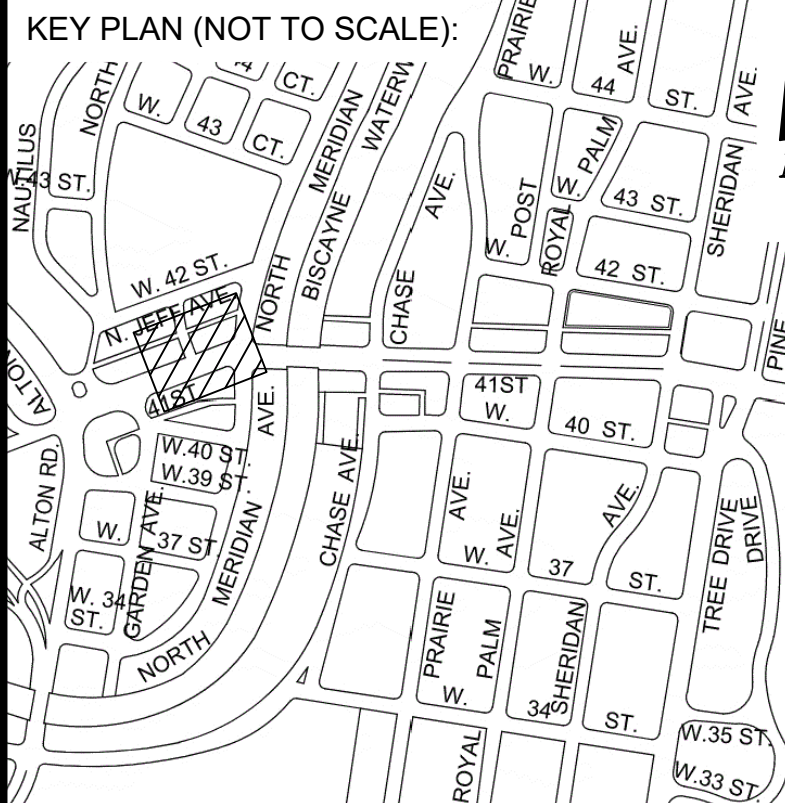 KEY PLAN (NOT TO SCALE):
PRAIRIE
W.
44
AVE.
ST.
AVE.
NORTH
W.
43
CT.
CT.
MERIDIAN
WATERW
BISCAYNE
NAUTILUS
43 ST.
AVE.
POST
W.
ROYAL
PALM
W.
43 ST.
SHERIDAN
42 ST.
W. 42 ST.
N. JEFF AVE.
NORTH
CHASE
PINE
ALTON
41ST
AVE.
41ST
W.
40 ST.
W.40 ST.
W.39 ST.
ALTON RD.
W.
GARDEN AVE.
37 ST.
MERIDIAN
CHASE AVE.
AVE.
W.
AVE.
AVE.
37
ST.
TREE DRIVE
DRIVE
W. 34
ST.
NORTH
PRAIRIE
PALM
W.
34
SHERIDAN
ST.
ROYAL
W.35 ST.
W.33 ST.